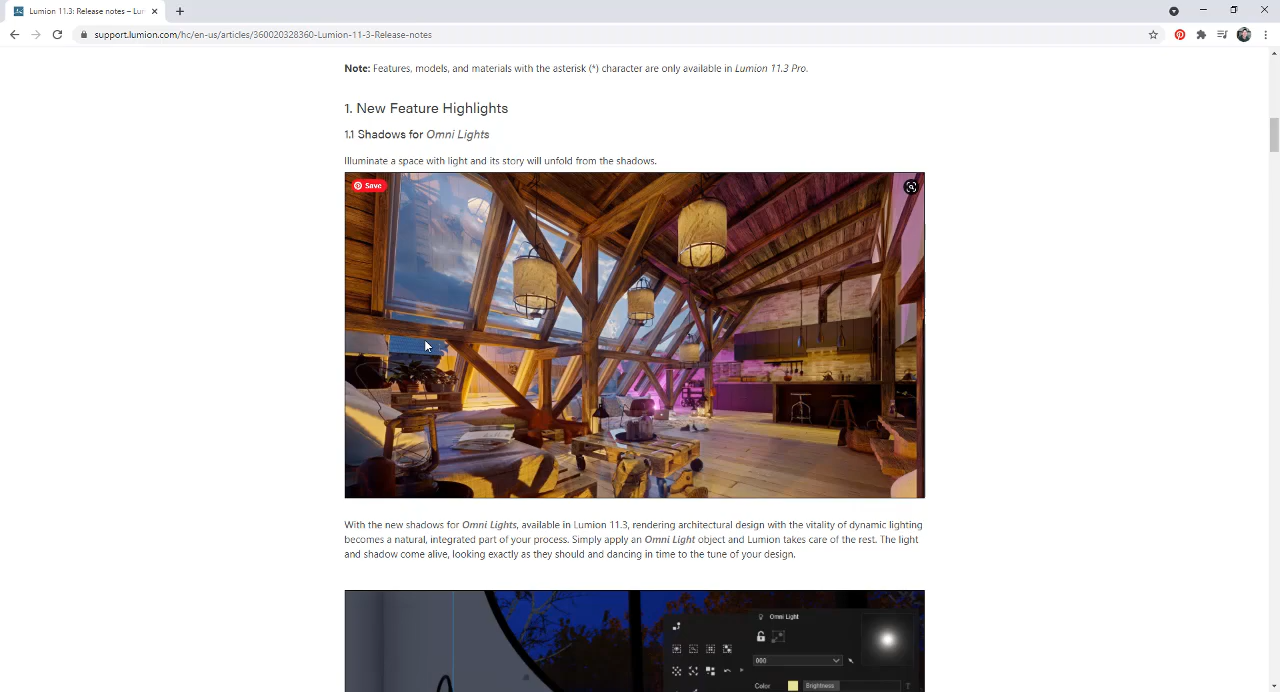 Lumion 11.3: Release notes – Lun
support.lumion.com/hc/en-us/articles/360020328360-Lumion-11-3-Release-notes
Note: Features, models, and materials with the asterisk (*) character are only available in Lumion 11.3 Pro.
1. New Feature Highlights
1.1 Shadows for Omni Lights
Illuminate a space with light and its story will unfold from the shadows.
Save
With the new shadows for Omni Lights, available in Lumion 11.3, rendering architectural design with the vitality of dynamic lighting
becomes a natural, integrated part of your process. Simply apply an Omni Light object and Lumion takes care of the rest. The light
and shadow come alive, looking exactly as they should and dancing in time to the tune of your design.
Omni Light
000
Color Brightness